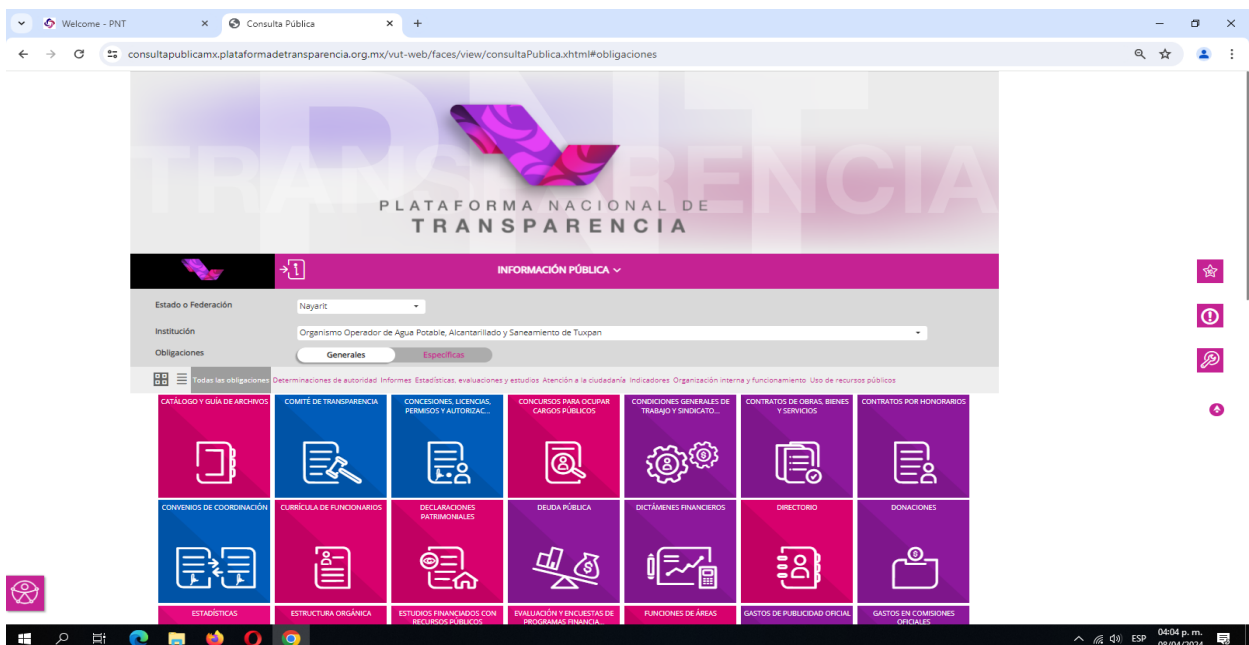 Welcome - PNT
Consulta Pública
consultapublicamx.plataformadetransparencia.org.mx/vut-web/faces/view/consultaPublica.xhtml#obligaciones
PNT
TRANSPARENCIA
PLATAFORMA NACIONAL DE
TRANSPARENCIA
INFORMACIÓN PÚBLICA
Estado o Federación
Nayarit
Institución
Organismo Operador de Agua Potable, Alcantarillado y Saneamiento de Tuxpan
Obligaciones
Generales
Específicas
Todas las obligaciones Determinaciones de autoridad Informes Estadísticas, evaluaciones y estudios Atención a la ciudadanía Indicadores Organización interna y funcionamiento Uso de recursos públicos
CATÁLOGO Y GUÍA DE ARCHIVOS
COMITÉ DE TRANSPARENCIA
CONCESIONES, LICENCIAS,
PERMISOS Y AUTORIZAC...
CONCURSOS PARA OCUPAR
CARGOS PÚBLICOS
CONDICIONES GENERALES DE
TRABAJO Y SINDICATO...
CONTRATOS DE OBRAS, BIENES
Y SERVICIOS
CONTRATOS POR HONORARIOS
CONVENIOS DE COORDINACIÓN
CURRÍCULA DE FUNCIONARIOS
DECLARACIONES
PATRIMONIALES
DEUDA PÚBLICA
DICTÁMENES FINANCIEROS
DIRECTORIO
DONACIONES
ESTADÍSTICAS
ESTRUCTURA ORGÁNICA
ESTUDIOS FINANCIADOS CON
RECURSOS PÚBLICOS
EVALUACIÓN Y ENCUESTAS DE
PROGRAMAS FINANCIA...
FUNCIONES DE ÁREAS
GASTOS DE PUBLICIDAD OFICIAL
GASTOS EN COMISIONES
OFICIALES
ESP
04:04 p. m.
08/04/2024